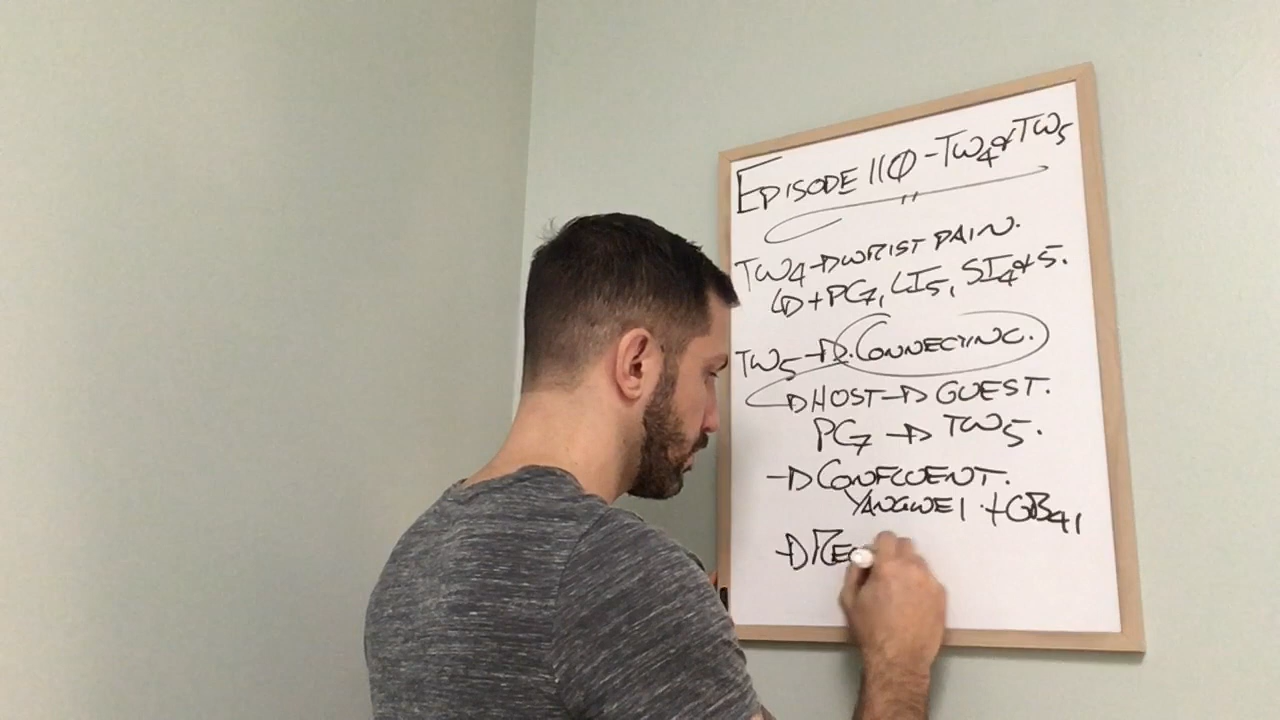 EPISODE 110 - TW4 & TW5
TW4 → WRIST PAIN.
↳ + PC7, LI5, SI4 & 5.
TW5 → CONNECTING.
→ HOST → GUEST.
PC7 → TW5.
→ CONFLUENT.
YANGWEI + GB41
→ REG